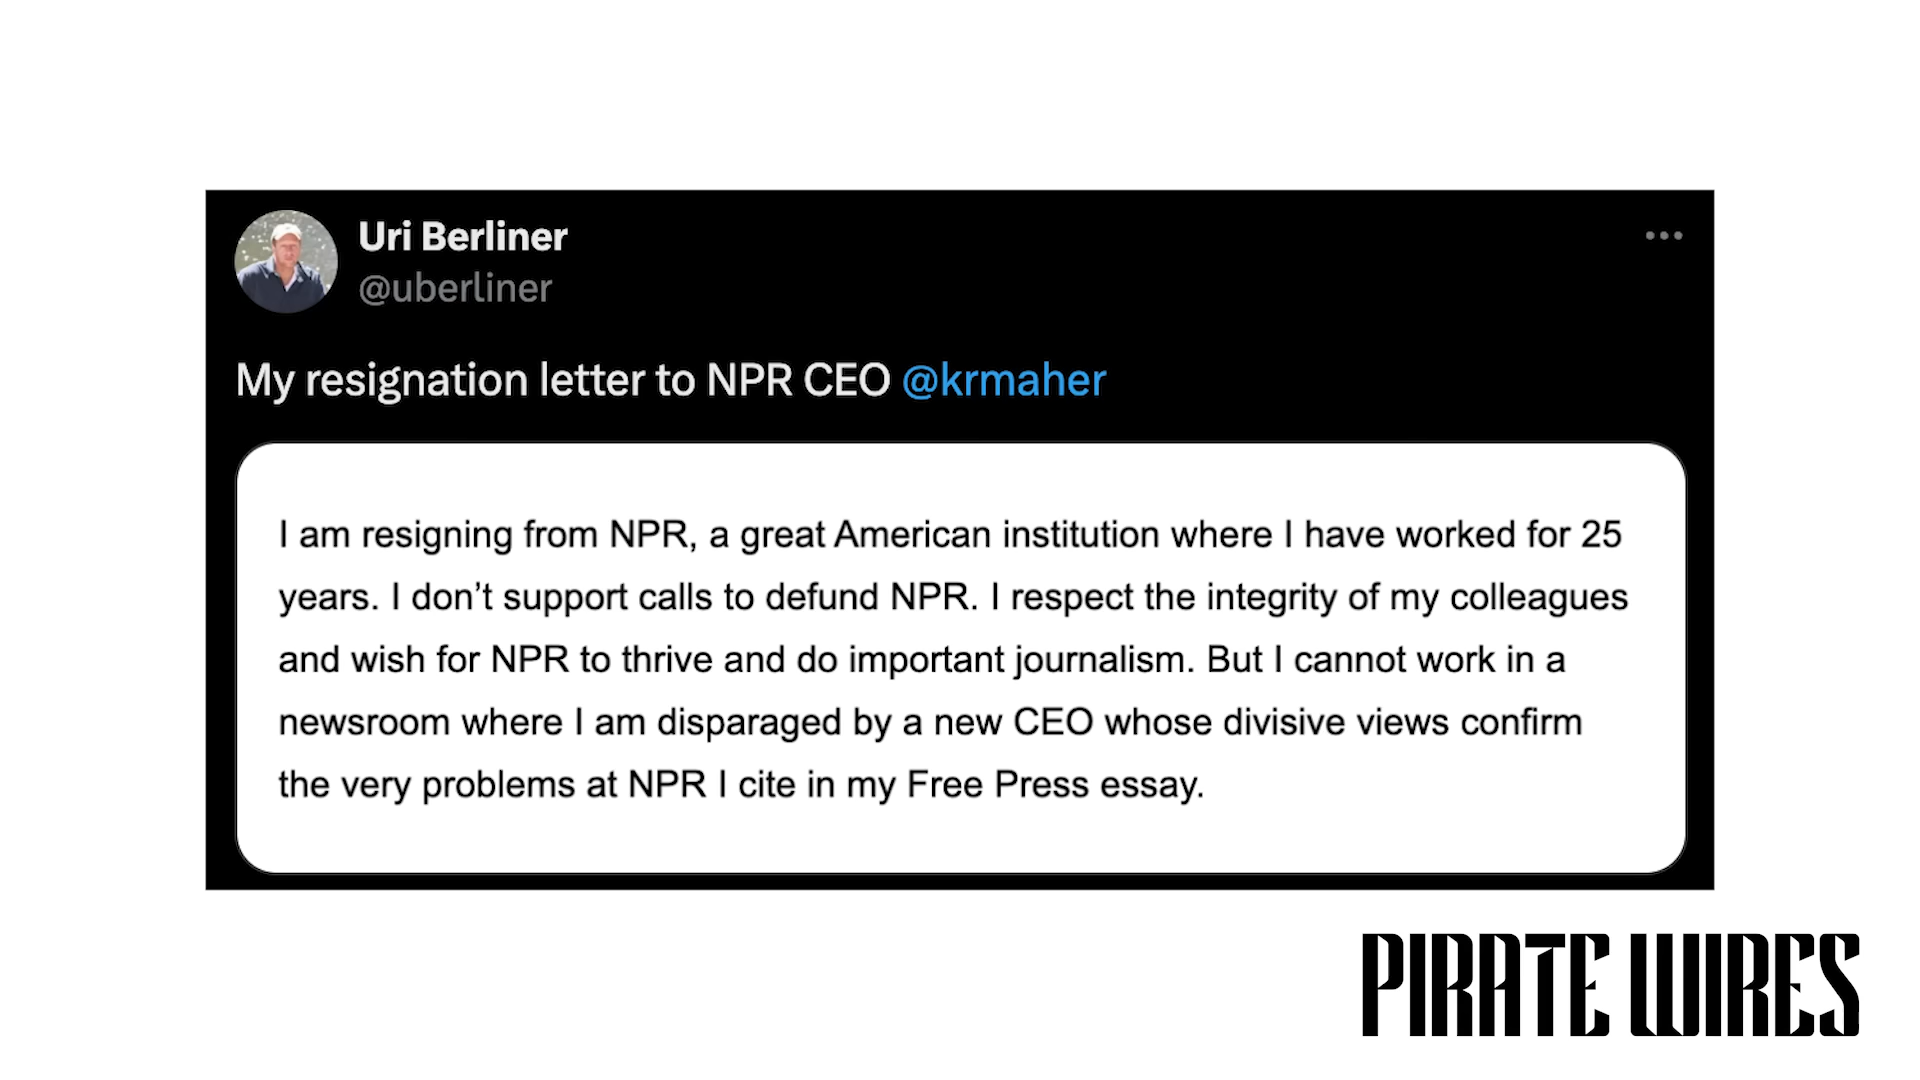 Uri Berliner
@uberliner
My resignation letter to NPR CEO @krmaher
I am resigning from NPR, a great American institution where I have worked for 25
years. I don’t support calls to defund NPR. I respect the integrity of my colleagues
and wish for NPR to thrive and do important journalism. But I cannot work in a
newsroom where I am disparaged by a new CEO whose divisive views confirm
the very problems at NPR I cite in my Free Press essay.
PIRATE WIRES